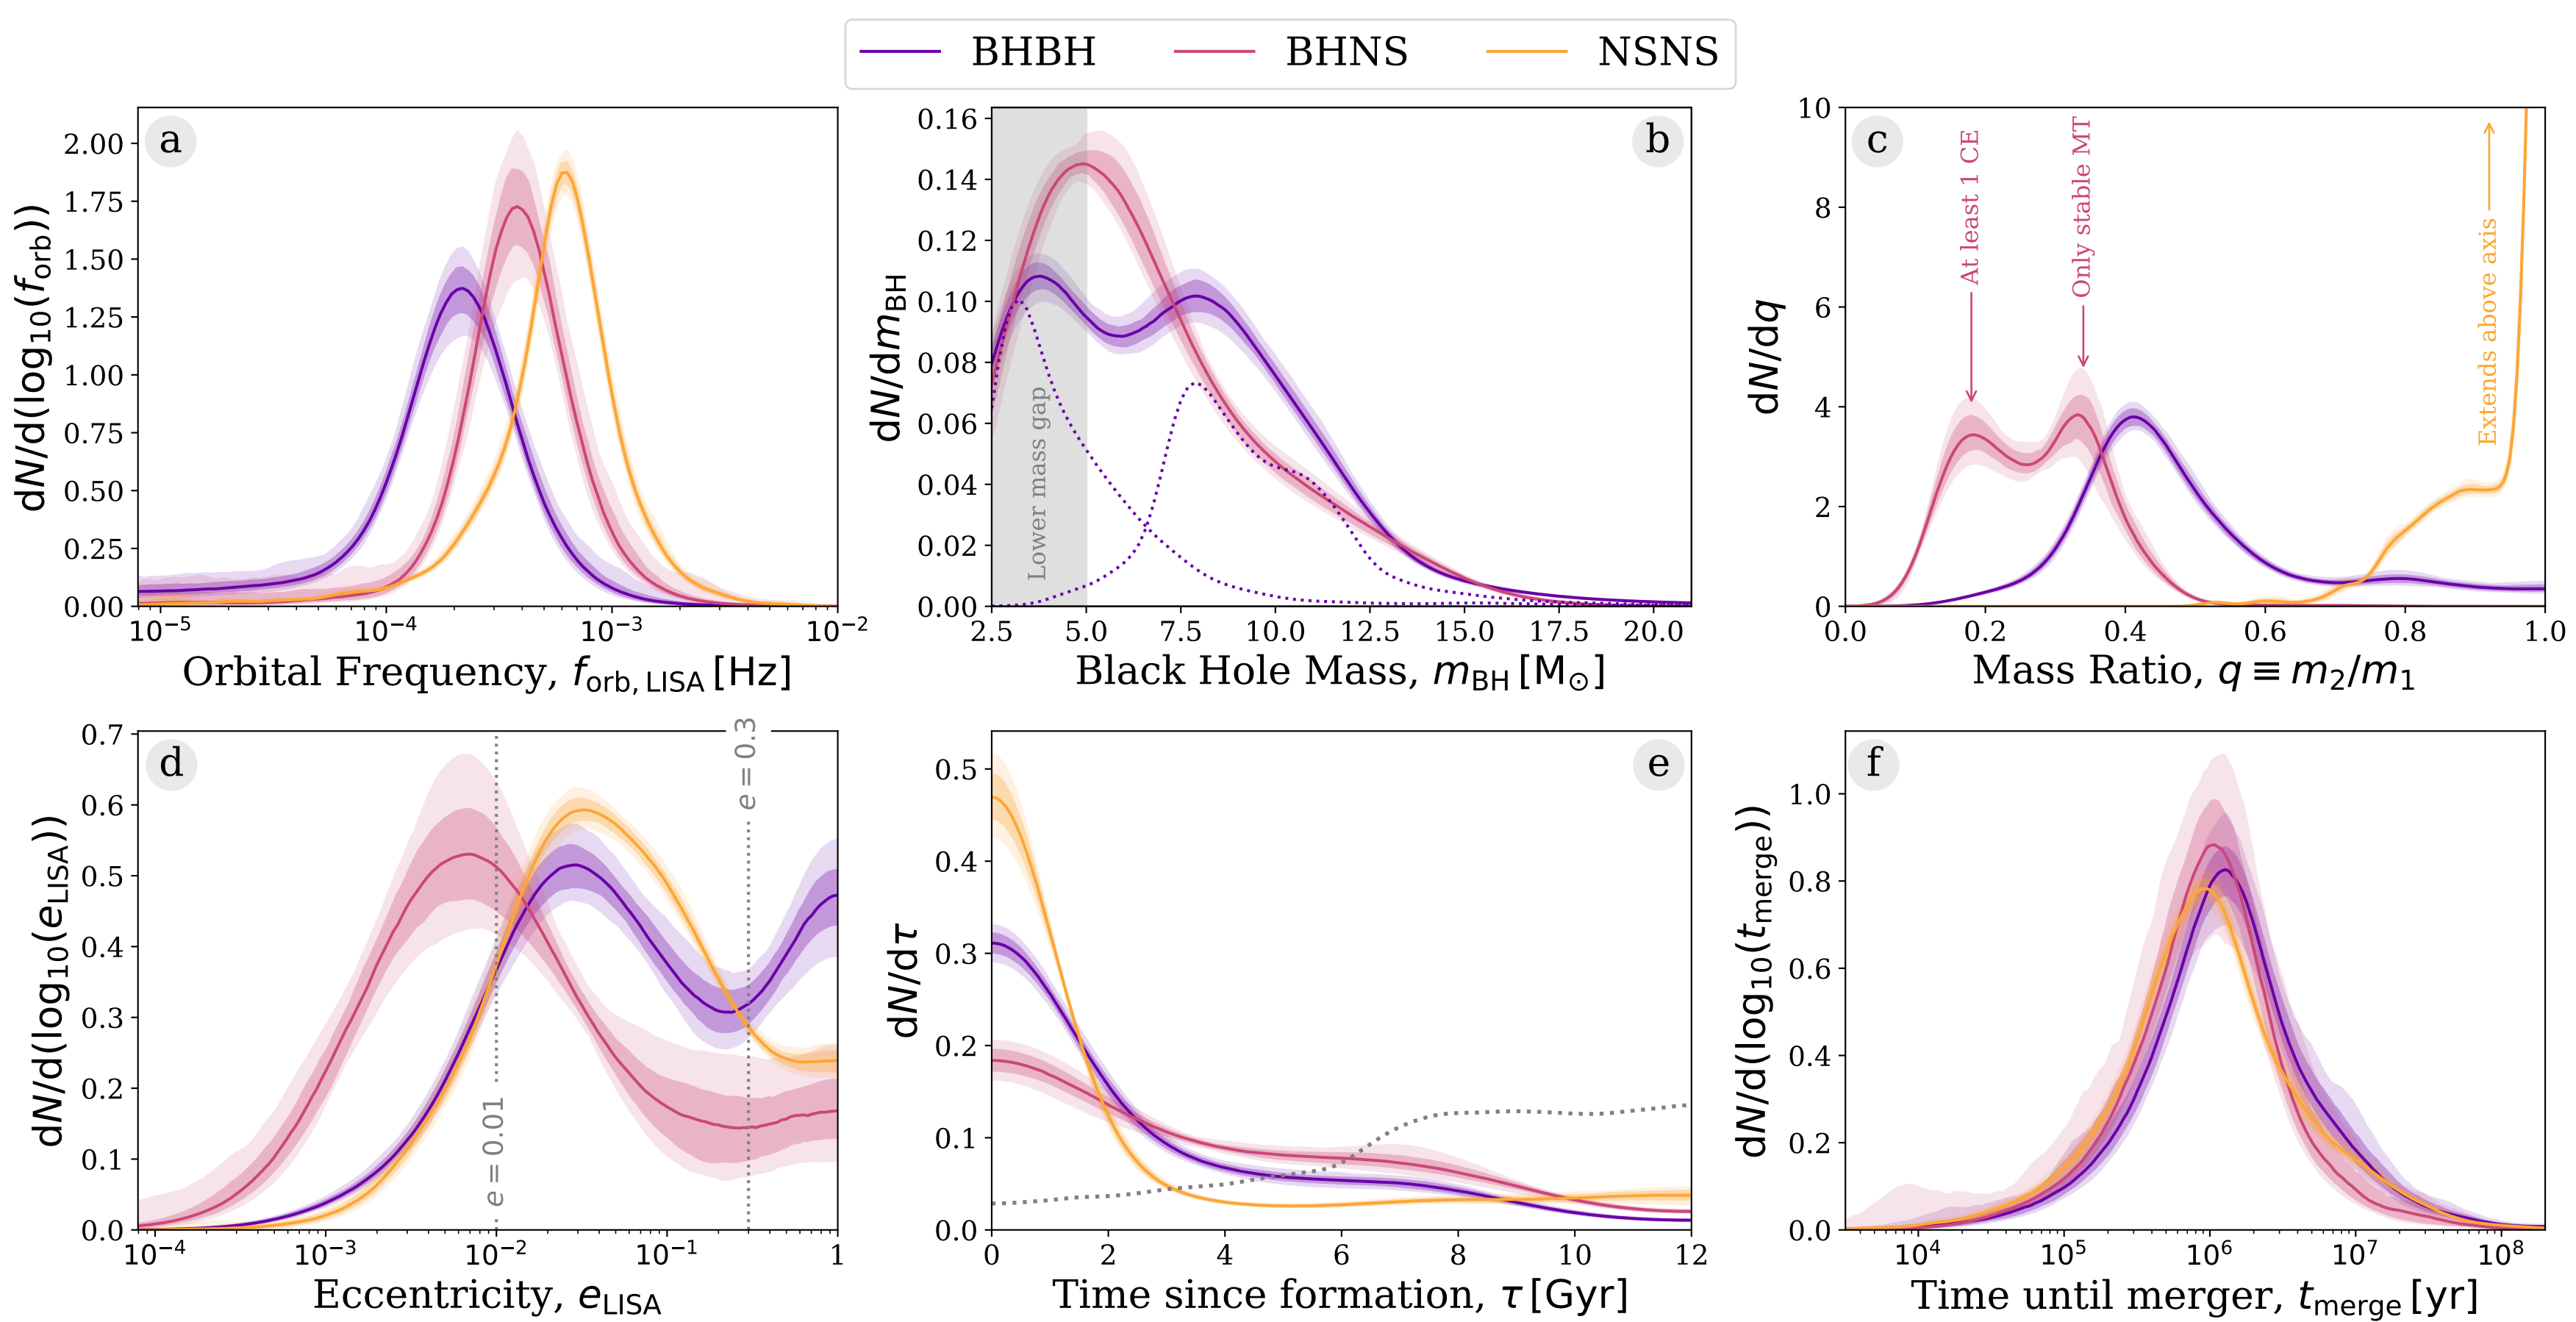 BHBH BHNS NSNS
a
dN/d(log₁₀(f_orb))
0.00 0.25 0.50 0.75 1.00 1.25 1.50 1.75 2.00
10⁻⁵ 10⁻⁴ 10⁻³ 10⁻²
Orbital Frequency, f_orb, LISA [Hz]
b
dN/dm_BH
0.00 0.02 0.04 0.06 0.08 0.10 0.12 0.14 0.16
Lower mass gap
2.5 5.0 7.5 10.0 12.5 15.0 17.5 20.0
Black Hole Mass, m_BH [M⊙]
c
dN/dq
0 2 4 6 8 10
At least 1 CE
Only stable MT
Extends above axis
0.0 0.2 0.4 0.6 0.8 1.0
Mass Ratio, q ≡ m₂/m₁
d
dN/d(log₁₀(e_LISA))
0.0 0.1 0.2 0.3 0.4 0.5 0.6 0.7
e = 0.01
e = 0.3
10⁻⁴ 10⁻³ 10⁻² 10⁻¹ 1
Eccentricity, e_LISA
e
dN/dτ
0.0 0.1 0.2 0.3 0.4 0.5
0 2 4 6 8 10 12
Time since formation, τ [Gyr]
f
dN/d(log₁₀(t_merge))
0.0 0.2 0.4 0.6 0.8 1.0
10⁴ 10⁵ 10⁶ 10⁷ 10⁸
Time until merger, t_merge [yr]